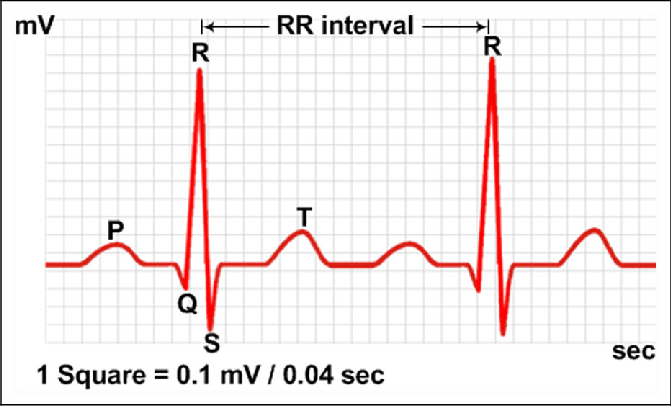 mV
RR interval
R
R
P
T
Q
S
sec
1 Square = 0.1 mV / 0.04 sec